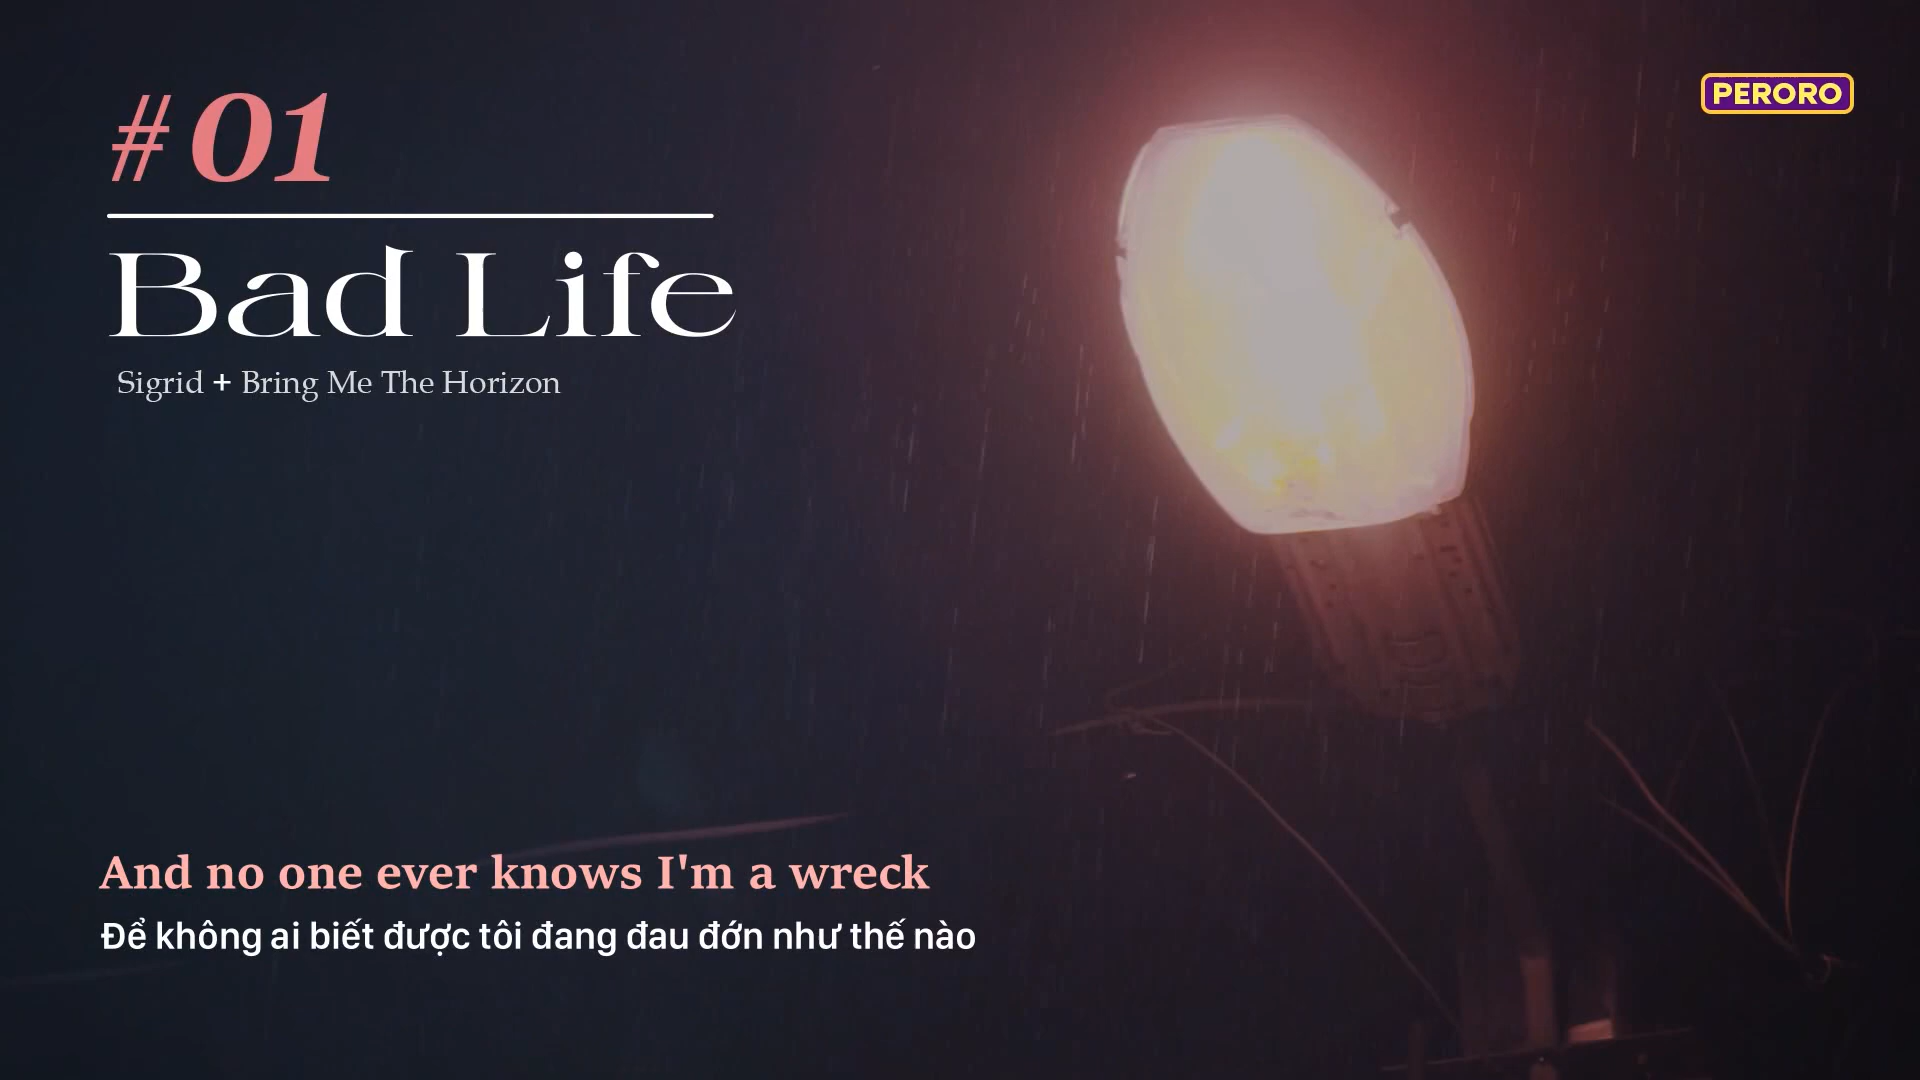 # 01
PERORO
Bad Life
Sigrid + Bring Me The Horizon
And no one ever knows I'm a wreck
Để không ai biết được tôi đang đau đớn như thế nào